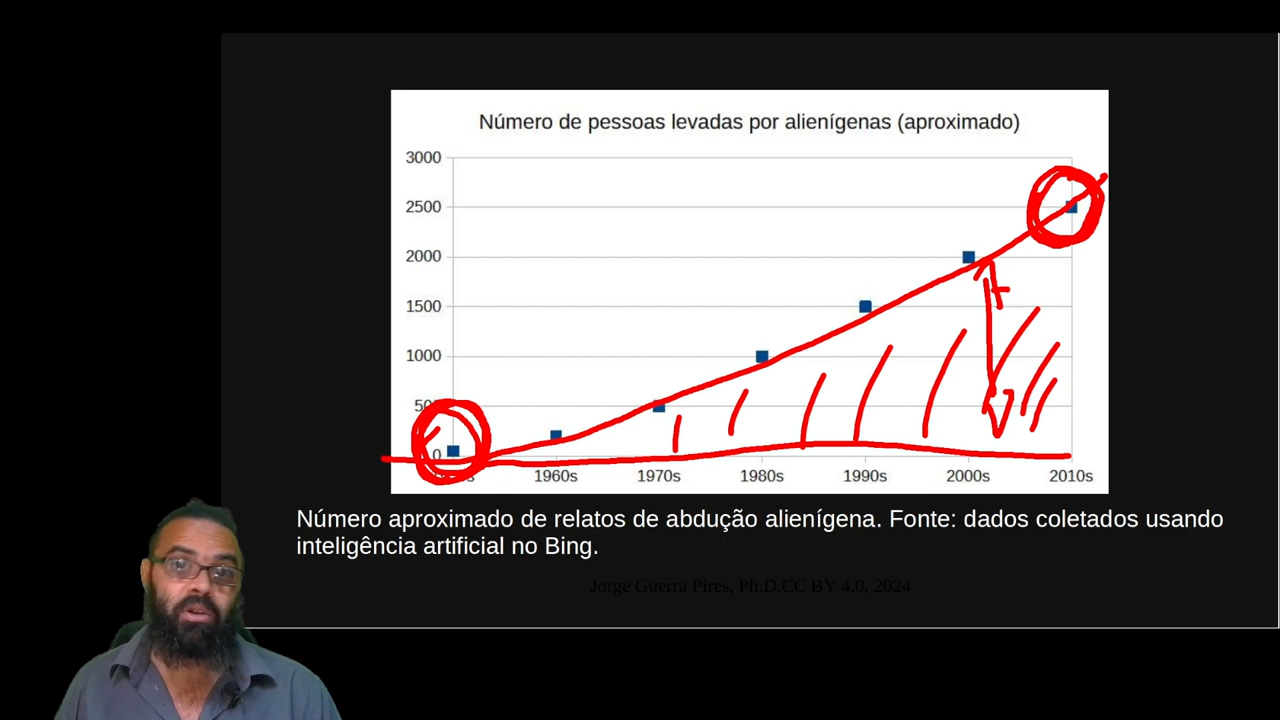 Número de pessoas levadas por alienígenas (aproximado)
3000
2500
2000
1500
1000
0
1960s 1970s 1980s 1990s 2000s 2010s
Número aproximado de relatos de abdução alienígena. Fonte: dados coletados usando
inteligência artificial no Bing.
Jorge Guerra Pires, Ph.D.CC BY 4.0, 2024